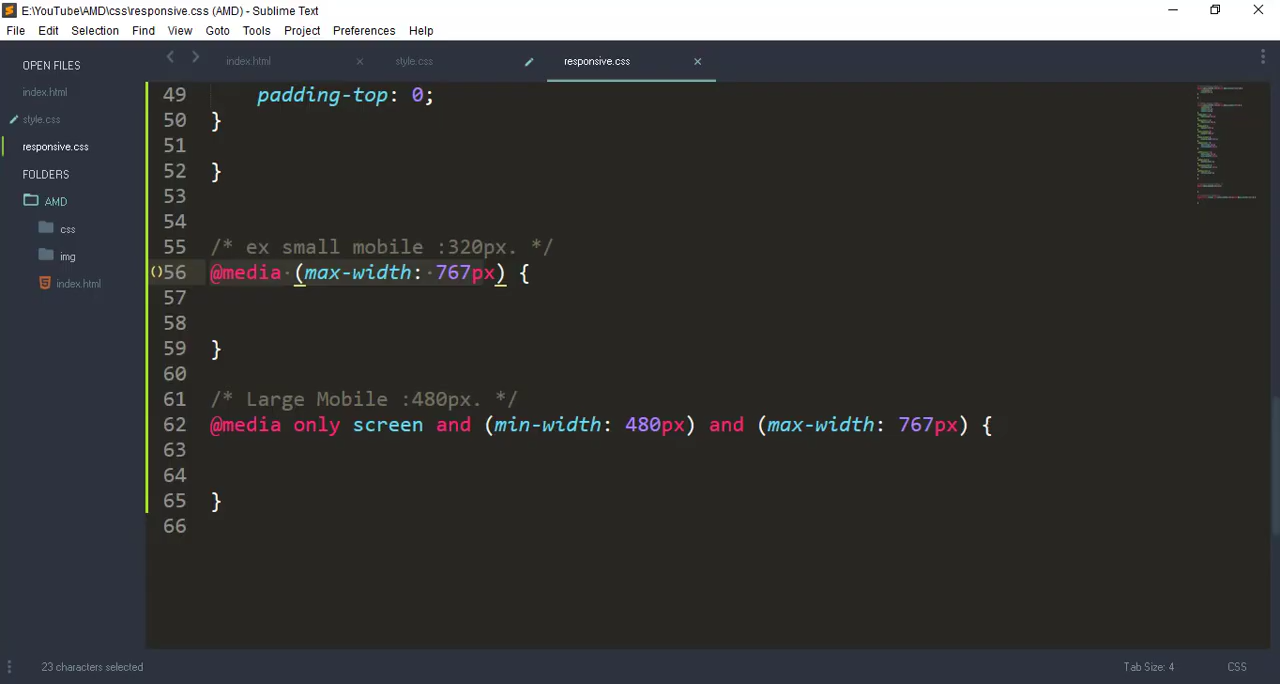 E:\YouTube\AMD\css\responsive.css (AMD) - Sublime Text
File Edit Selection Find View Goto Tools Project Preferences Help
OPEN FILES
index.html
style.css
responsive.css
FOLDERS
AMD
css
img
index.html
index.html style.css responsive.css
49 padding-top: 0;
50 }
51
52 }
53
54
55 /* ex small mobile :320px. */
56 @media (max-width: 767px) {
57
58
59 }
60
61 /* Large Mobile :480px. */
62 @media only screen and (min-width: 480px) and (max-width: 767px) {
63
64
65 }
66
23 characters selected Tab Size: 4 CSS